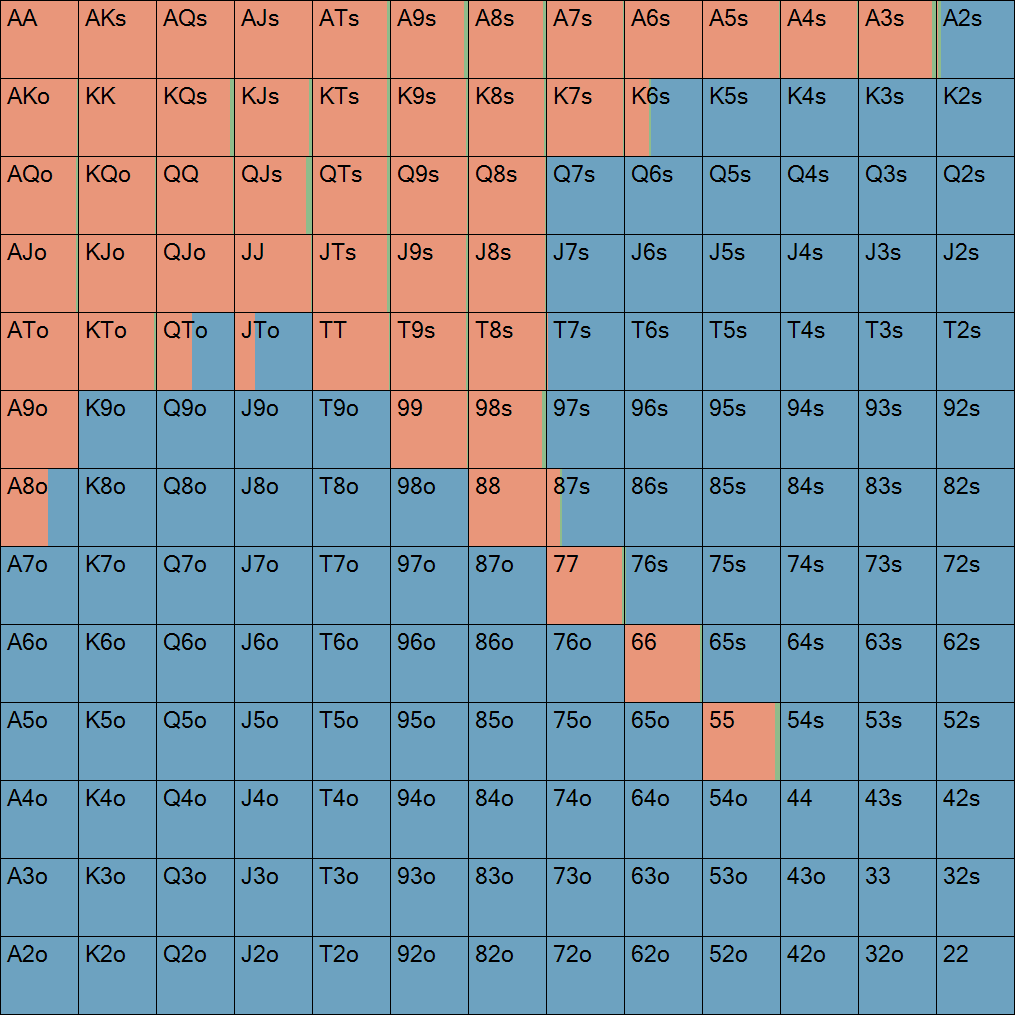 AA AKs AQs AJs ATs A9s A8s A7s A6s A5s A4s A3s A2s
AKo KK KQs KJs KTs K9s K8s K7s K6s K5s K4s K3s K2s
AQo KQo QQ QJs QTs Q9s Q8s Q7s Q6s Q5s Q4s Q3s Q2s
AJo KJo QJo JJ JTs J9s J8s J7s J6s J5s J4s J3s J2s
ATo KTo QTo JTo TT T9s T8s T7s T6s T5s T4s T3s T2s
A9o K9o Q9o J9o T9o 99 98s 97s 96s 95s 94s 93s 92s
A8o K8o Q8o J8o T8o 98o 88 87s 86s 85s 84s 83s 82s
A7o K7o Q7o J7o T7o 97o 87o 77 76s 75s 74s 73s 72s
A6o K6o Q6o J6o T6o 96o 86o 76o 66 65s 64s 63s 62s
A5o K5o Q5o J5o T5o 95o 85o 75o 65o 55 54s 53s 52s
A4o K4o Q4o J4o T4o 94o 84o 74o 64o 54o 44 43s 42s
A3o K3o Q3o J3o T3o 93o 83o 73o 63o 53o 43o 33 32s
A2o K2o Q2o J2o T2o 92o 82o 72o 62o 52o 42o 32o 22